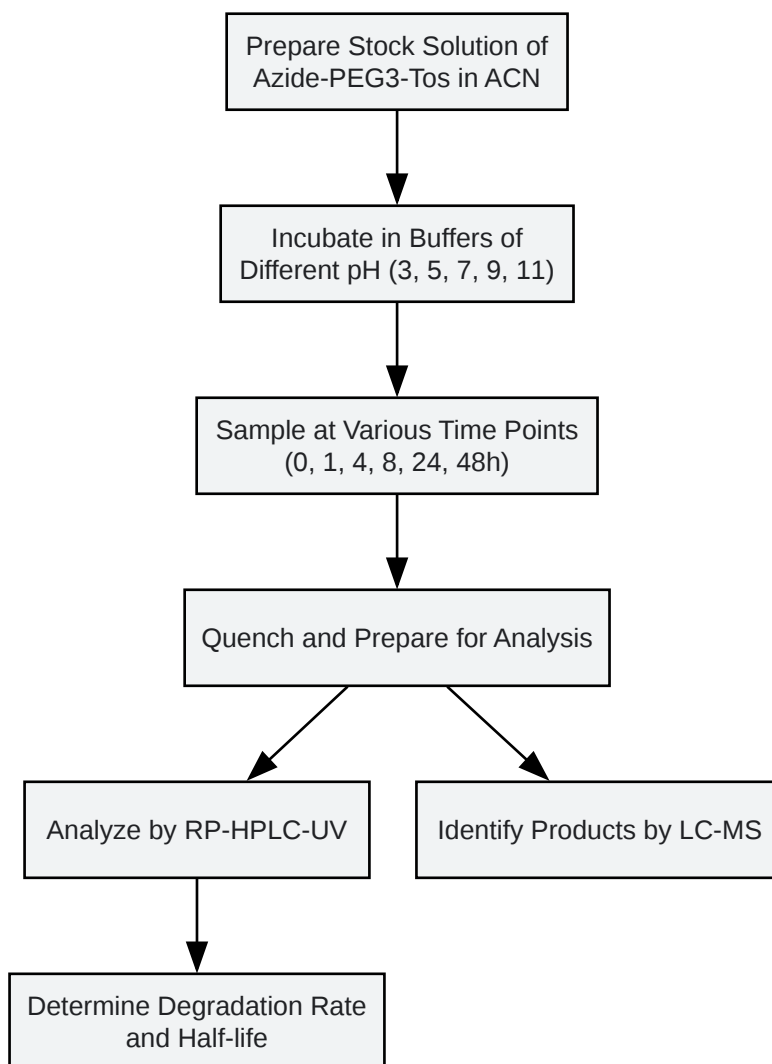 Prepare Stock Solution of
Azide-PEG3-Tos in ACN
Incubate in Buffers of
Different pH (3, 5, 7, 9, 11)
Sample at Various Time Points
(0, 1, 4, 8, 24, 48h)
Quench and Prepare for Analysis
Analyze by RP-HPLC-UV
Identify Products by LC-MS
Determine Degradation Rate
and Half-life